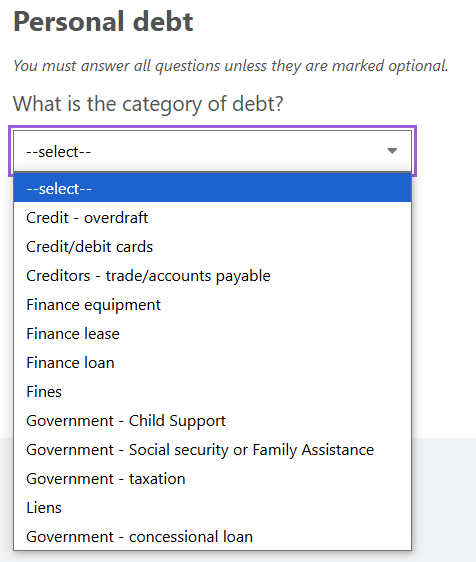 Personal debt
You must answer all questions unless they are marked optional.
What is the category of debt?
--select--
--select--
Credit - overdraft
Credit/debit cards
Creditors - trade/accounts payable
Finance equipment
Finance lease
Finance loan
Fines
Government - Child Support
Government - Social security or Family Assistance
Government - taxation
Liens
Government - concessional loan